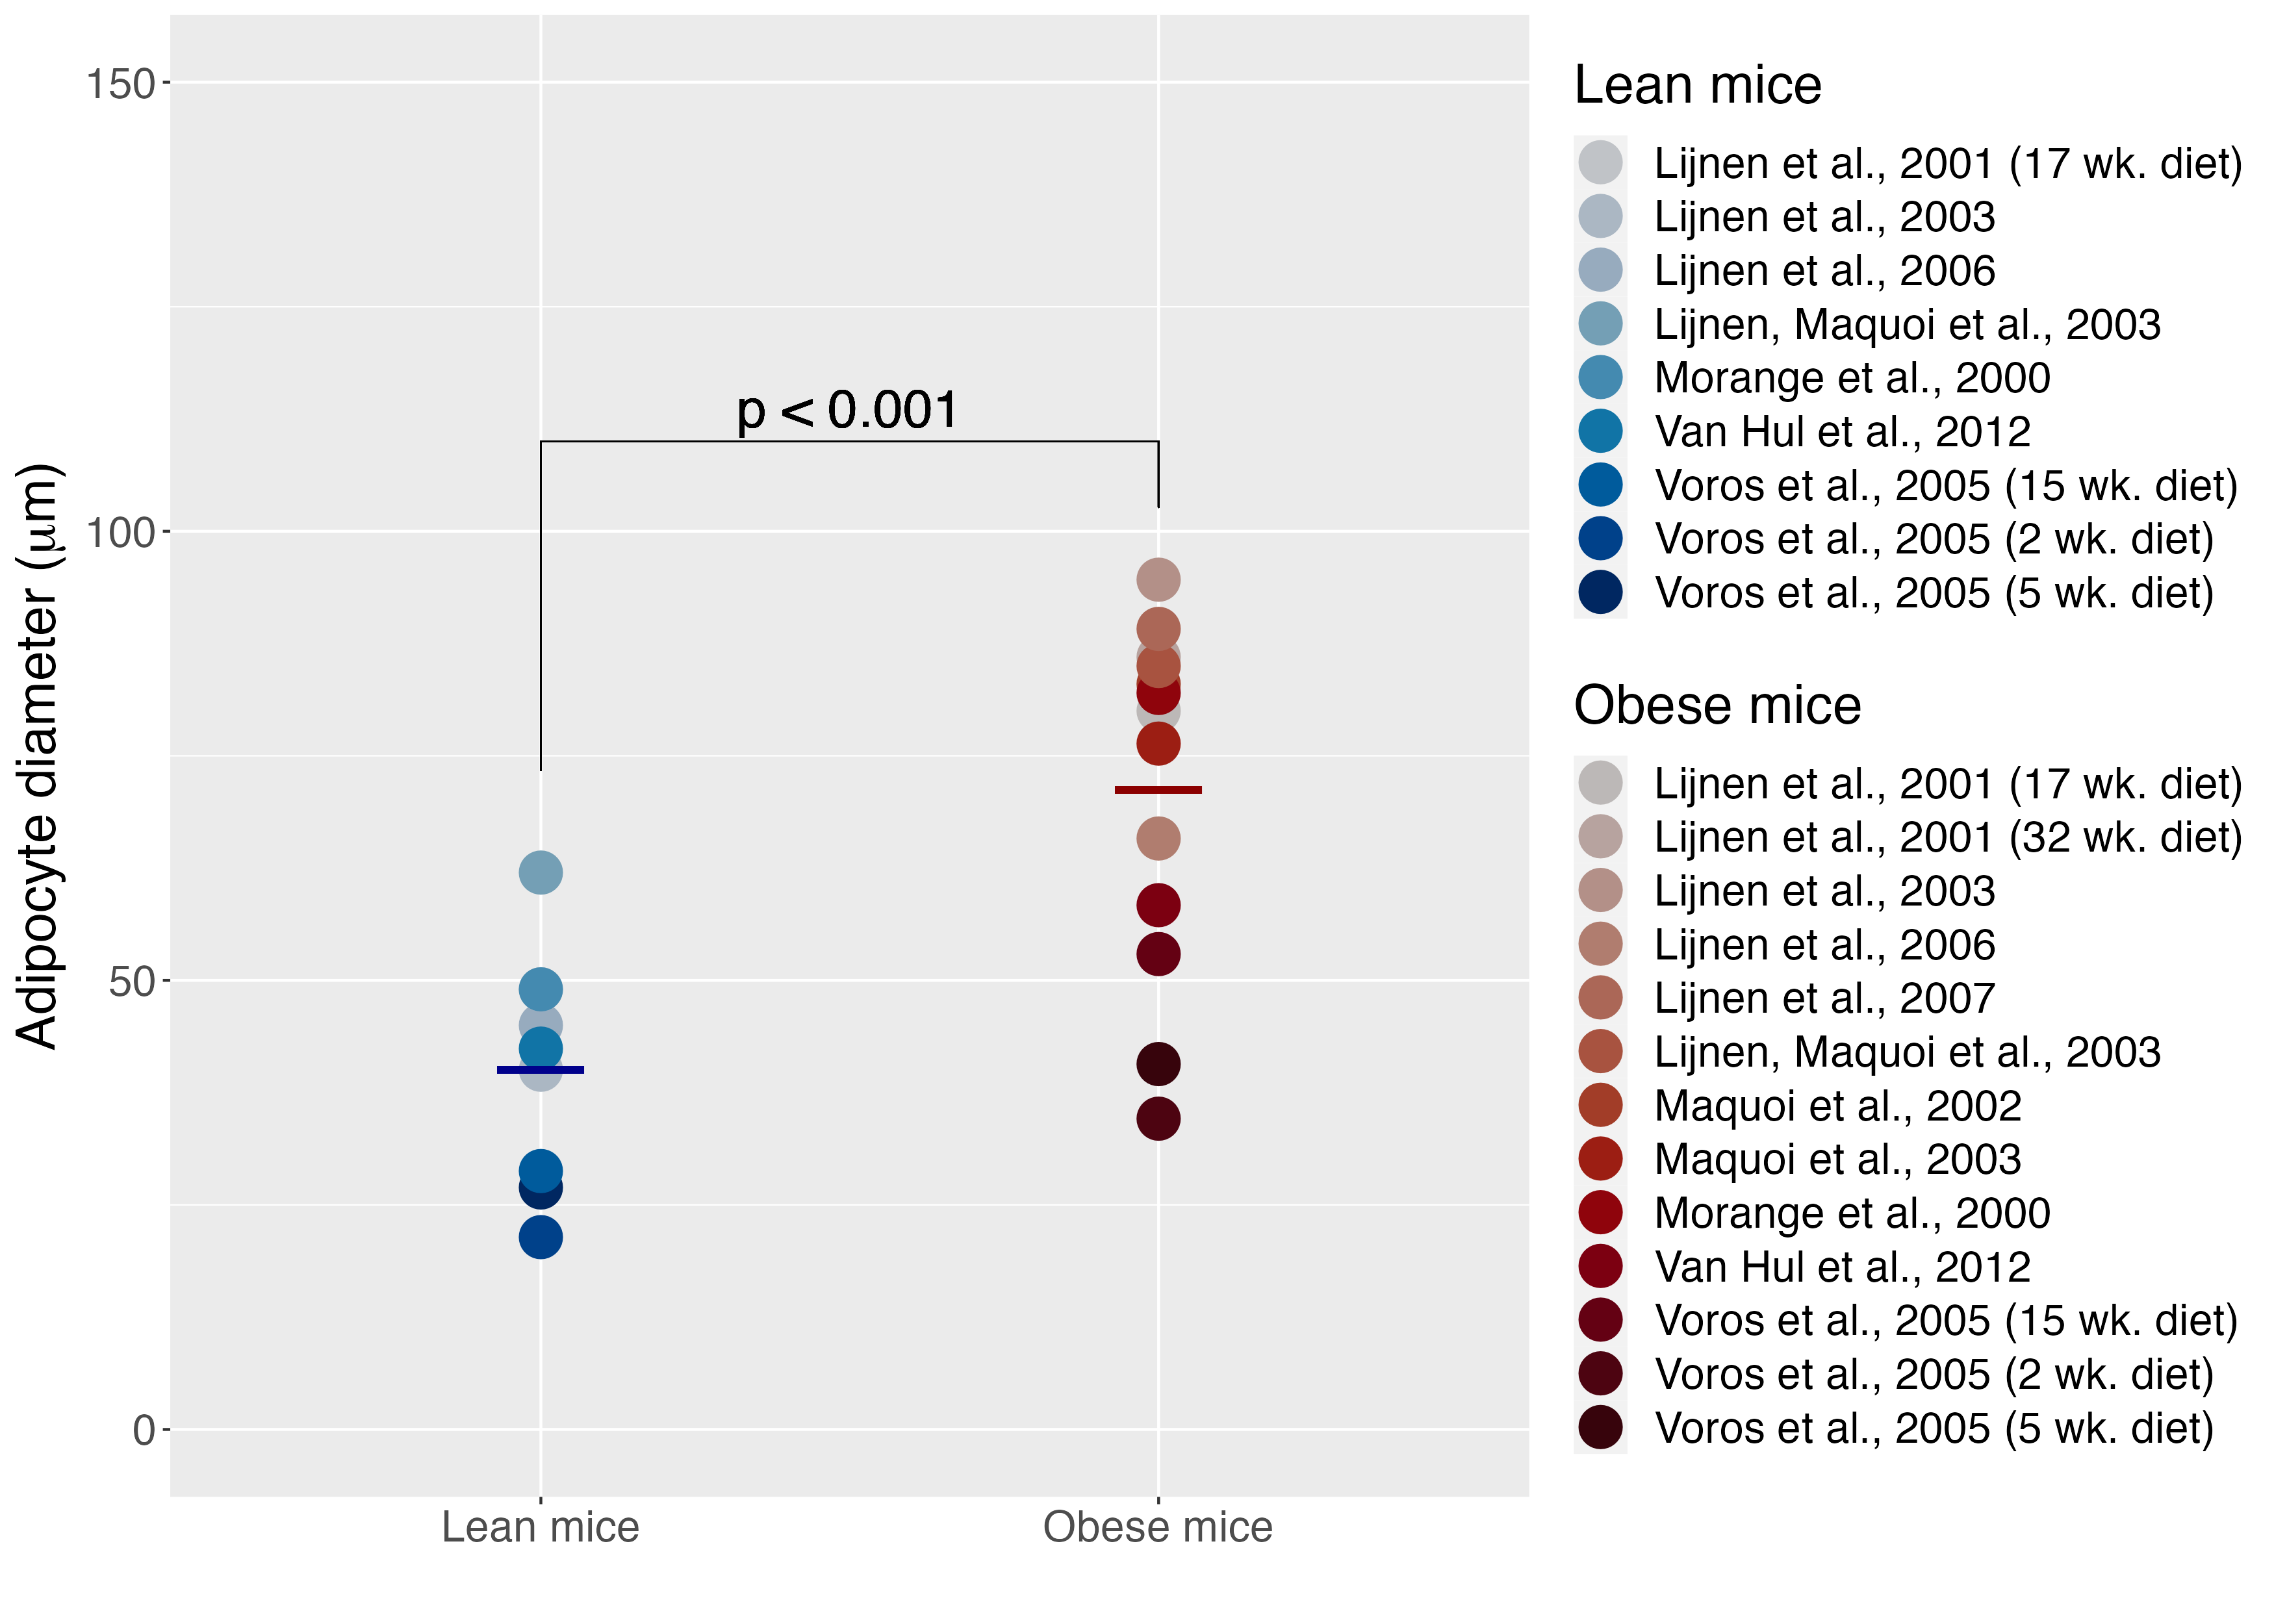 Adipocyte diameter (μm)
150
100
50
0
p < 0.001
Lean mice
Obese mice
Lean mice
Lijnen et al., 2001 (17 wk. diet)
Lijnen et al., 2003
Lijnen et al., 2006
Lijnen, Maquoi et al., 2003
Morange et al., 2000
Van Hul et al., 2012
Voros et al., 2005 (15 wk. diet)
Voros et al., 2005 (2 wk. diet)
Voros et al., 2005 (5 wk. diet)
Obese mice
Lijnen et al., 2001 (17 wk. diet)
Lijnen et al., 2001 (32 wk. diet)
Lijnen et al., 2003
Lijnen et al., 2006
Lijnen et al., 2007
Lijnen, Maquoi et al., 2003
Maquoi et al., 2002
Maquoi et al., 2003
Morange et al., 2000
Van Hul et al., 2012
Voros et al., 2005 (15 wk. diet)
Voros et al., 2005 (2 wk. diet)
Voros et al., 2005 (5 wk. diet)